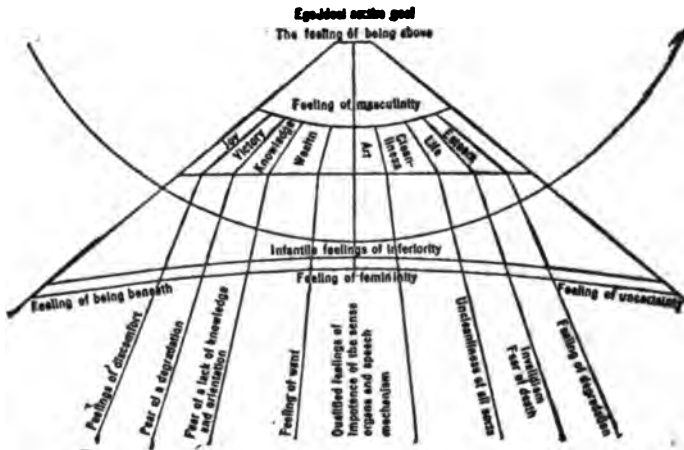 Ego-ideal active goal
The feeling of being above
Feeling of masculinity
Joy
Victory
Knowledge
Wealth
Art
Clean-
liness
Life
Esteem
Infantile feelings of inferiority
Feeling of femininity
Feeling of being beneath
Feeling of uncertainty
Feelings of discomfort
Fear of a degradation
Fear of a lack of knowledge
and orientation
Feeling of want
Qualified feelings of
impotence of the sense
organs and speech
mechanism
Uncleanliness of all sorts
Invalidism
Fear of death
Feeling of degradation